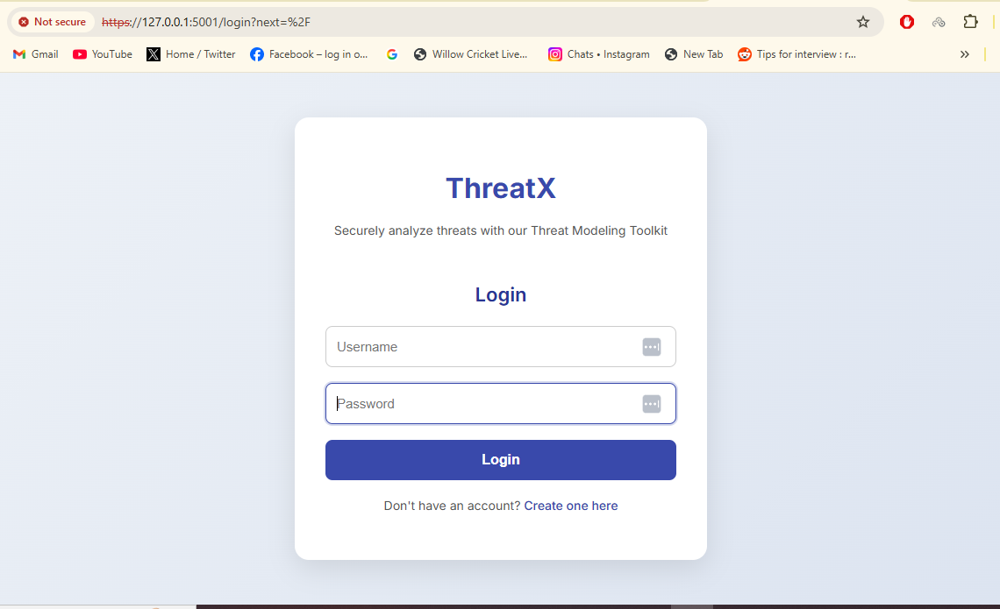 Not secure https://127.0.0.1:5001/login?next=%2F
Gmail YouTube Home / Twitter Facebook – log in o... Willow Cricket Live... Chats • Instagram New Tab Tips for interview : r... »
ThreatX
Securely analyze threats with our Threat Modeling Toolkit
Login
Username
Password
Login
Don't have an account? Create one here